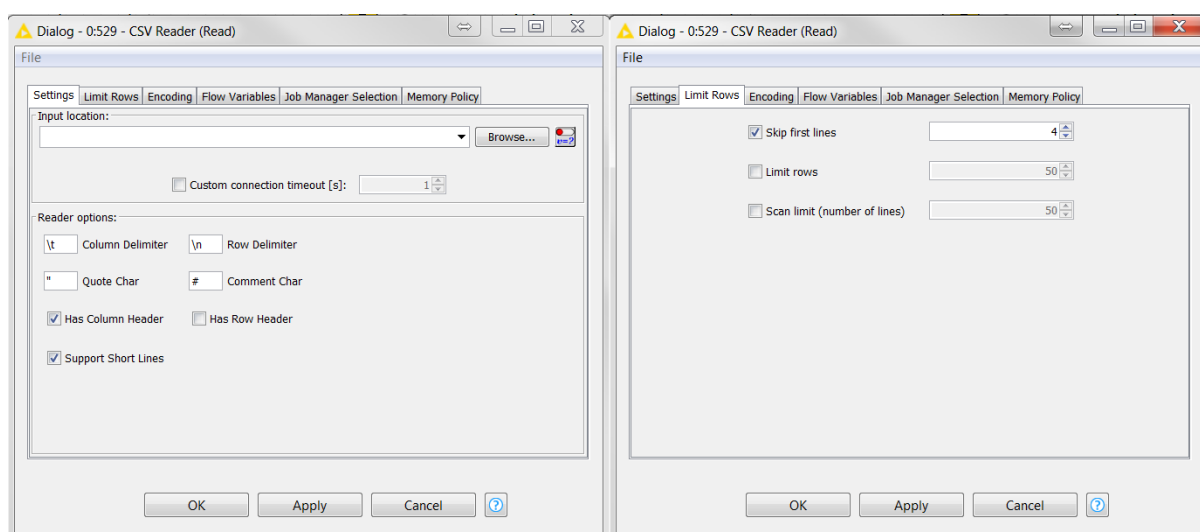 Dialog - 0:529 - CSV Reader (Read)
File
Settings Limit Rows Encoding Flow Variables Job Manager Selection Memory Policy
Input location:
Browse...
v=?
Custom connection timeout [s]: 1
Reader options:
\t Column Delimiter \n Row Delimiter
" Quote Char # Comment Char
Has Column Header Has Row Header
Support Short Lines
OK Apply Cancel ?
Dialog - 0:529 - CSV Reader (Read)
File
Settings Limit Rows Encoding Flow Variables Job Manager Selection Memory Policy
Skip first lines 4
Limit rows 50
Scan limit (number of lines) 50
OK Apply Cancel ?